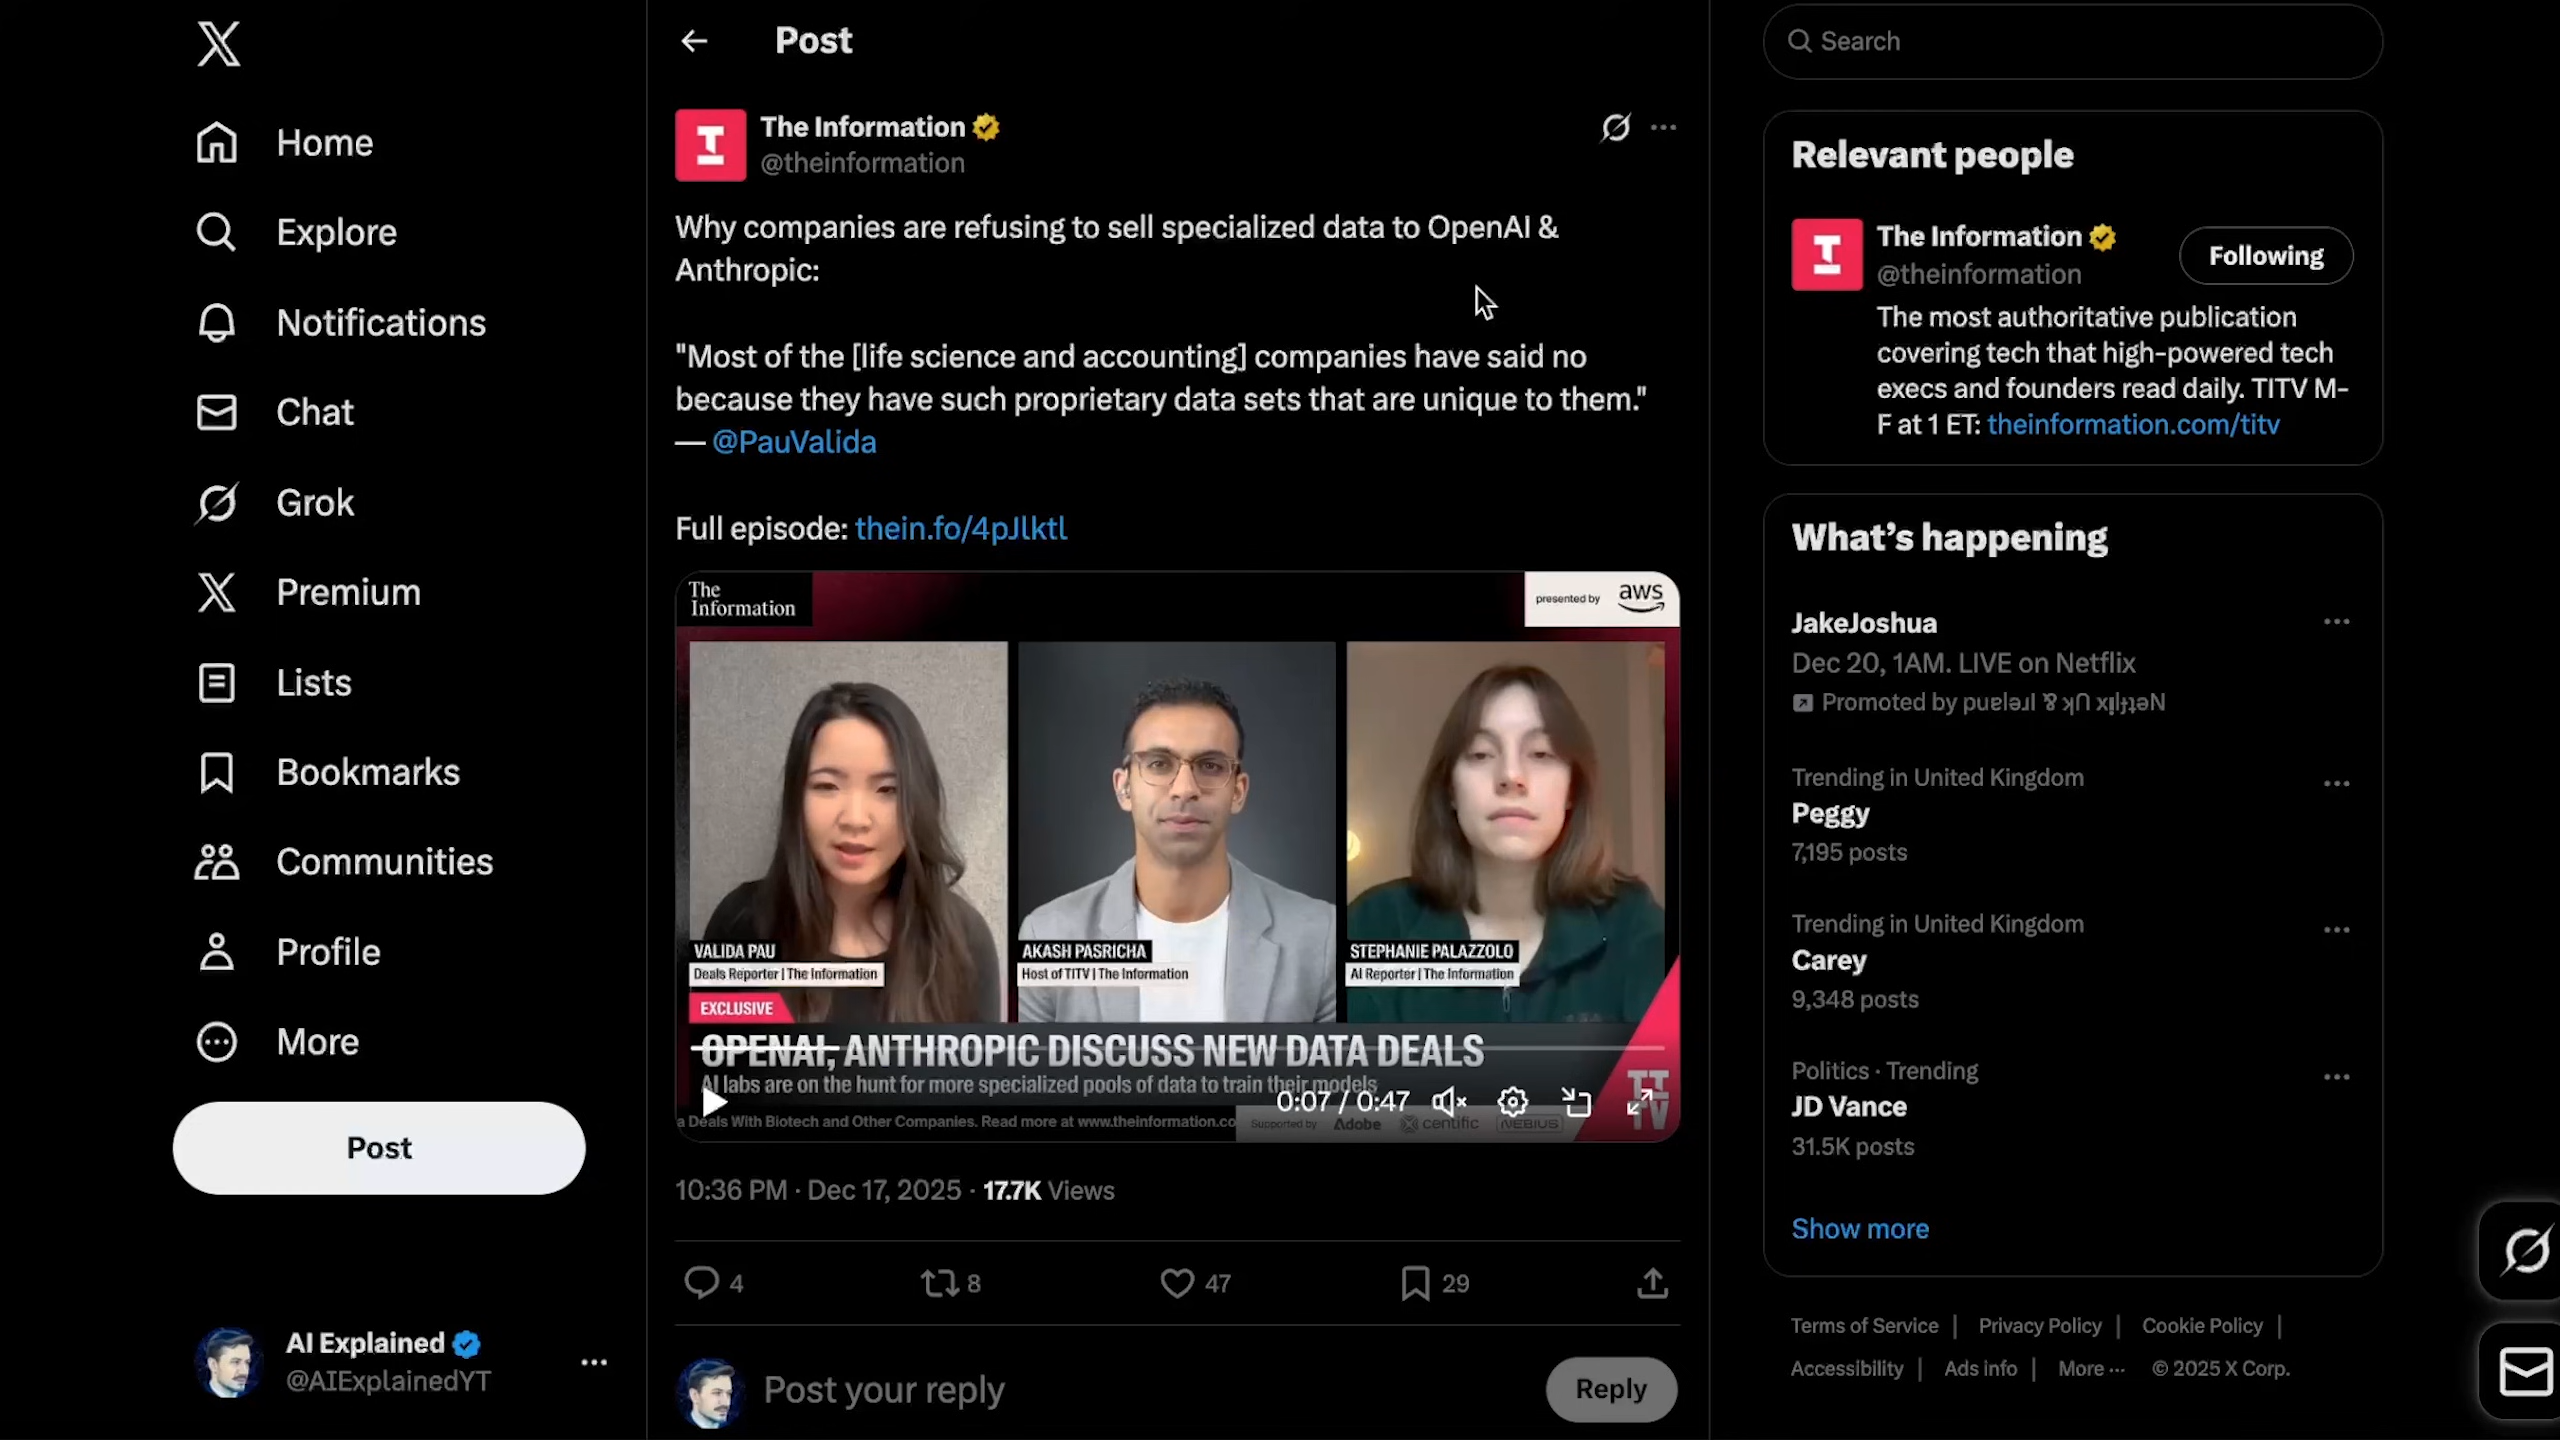 Home
Explore
Notifications
Chat
Grok
Premium
Lists
Bookmarks
Communities
Profile
More
Post
AI Explained
@AIExplainedYT
Post
The Information
@theinformation
Why companies are refusing to sell specialized data to OpenAI &
Anthropic:
"Most of the [life science and accounting] companies have said no
because they have such proprietary data sets that are unique to them."
— @PauValida
Full episode: thein.fo/4pJlktl
The
Information
presented by aws
VALIDA PAU
Deals Reporter | The Information
AKASH PASRICHA
Host of TITV | The Information
STEPHANIE PALAZZOLO
AI Reporter | The Information
EXCLUSIVE
OPENAI, ANTHROPIC DISCUSS NEW DATA DEALS
AI labs are on the hunt for more specialized pools of data to train their models
0:07 / 0:47
a Deals With Biotech and Other Companies. Read more at www.theinformation.co
Supported by Adobe centific NEBIUS
TI
TV
10:36 PM · Dec 17, 2025 · 17.7K Views
4 8 47 29
Post your reply
Reply
Search
Relevant people
The Information
@theinformation
Following
The most authoritative publication
covering tech that high-powered tech
execs and founders read daily. TITV M-
F at 1 ET: theinformation.com/titv
What’s happening
JakeJoshua
Dec 20, 1AM. LIVE on Netflix
Promoted by puɐlǝɹI ⅋ ʞ∩ xᴉlɟʇǝN
Trending in United Kingdom
Peggy
7,195 posts
Trending in United Kingdom
Carey
9,348 posts
Politics · Trending
JD Vance
31.5K posts
Show more
Terms of Service | Privacy Policy | Cookie Policy |
Accessibility | Ads info | More ··· © 2025 X Corp.